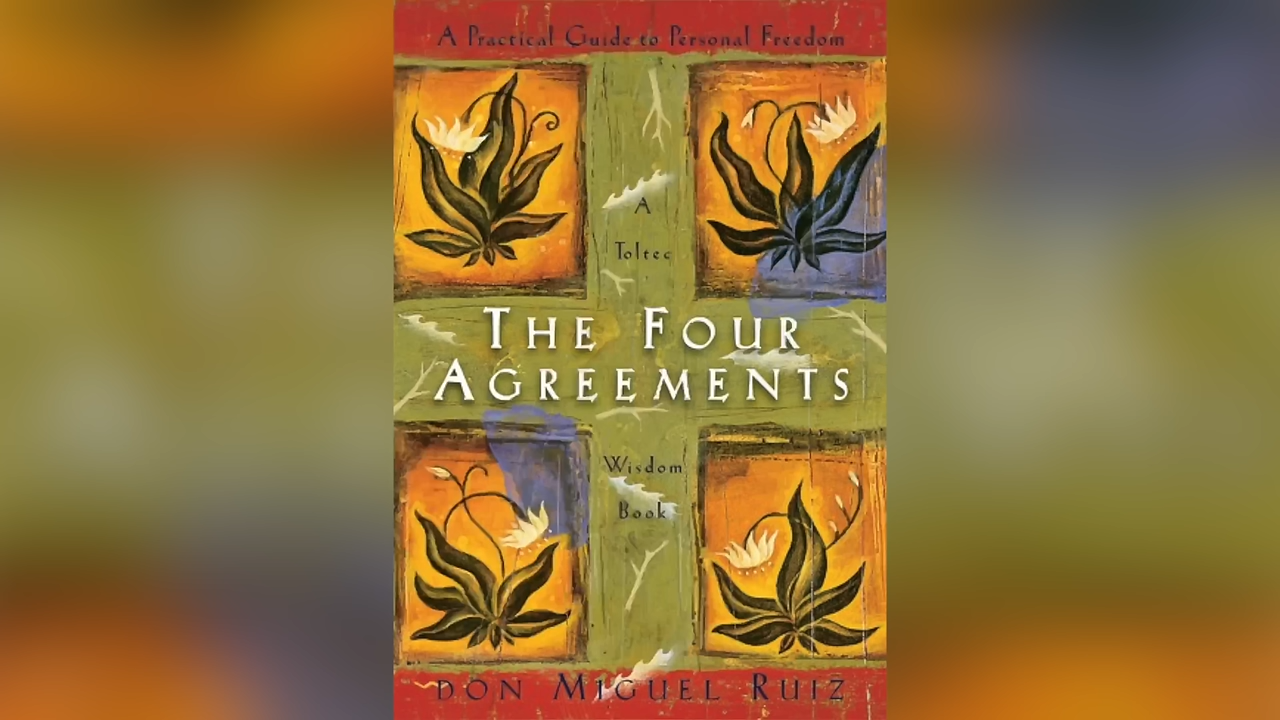 A Practical Guide to Personal Freedom
A
Toltec
THE FOUR
AGREEMENTS
Wisdom
Book
DON MIGUEL RUIZ